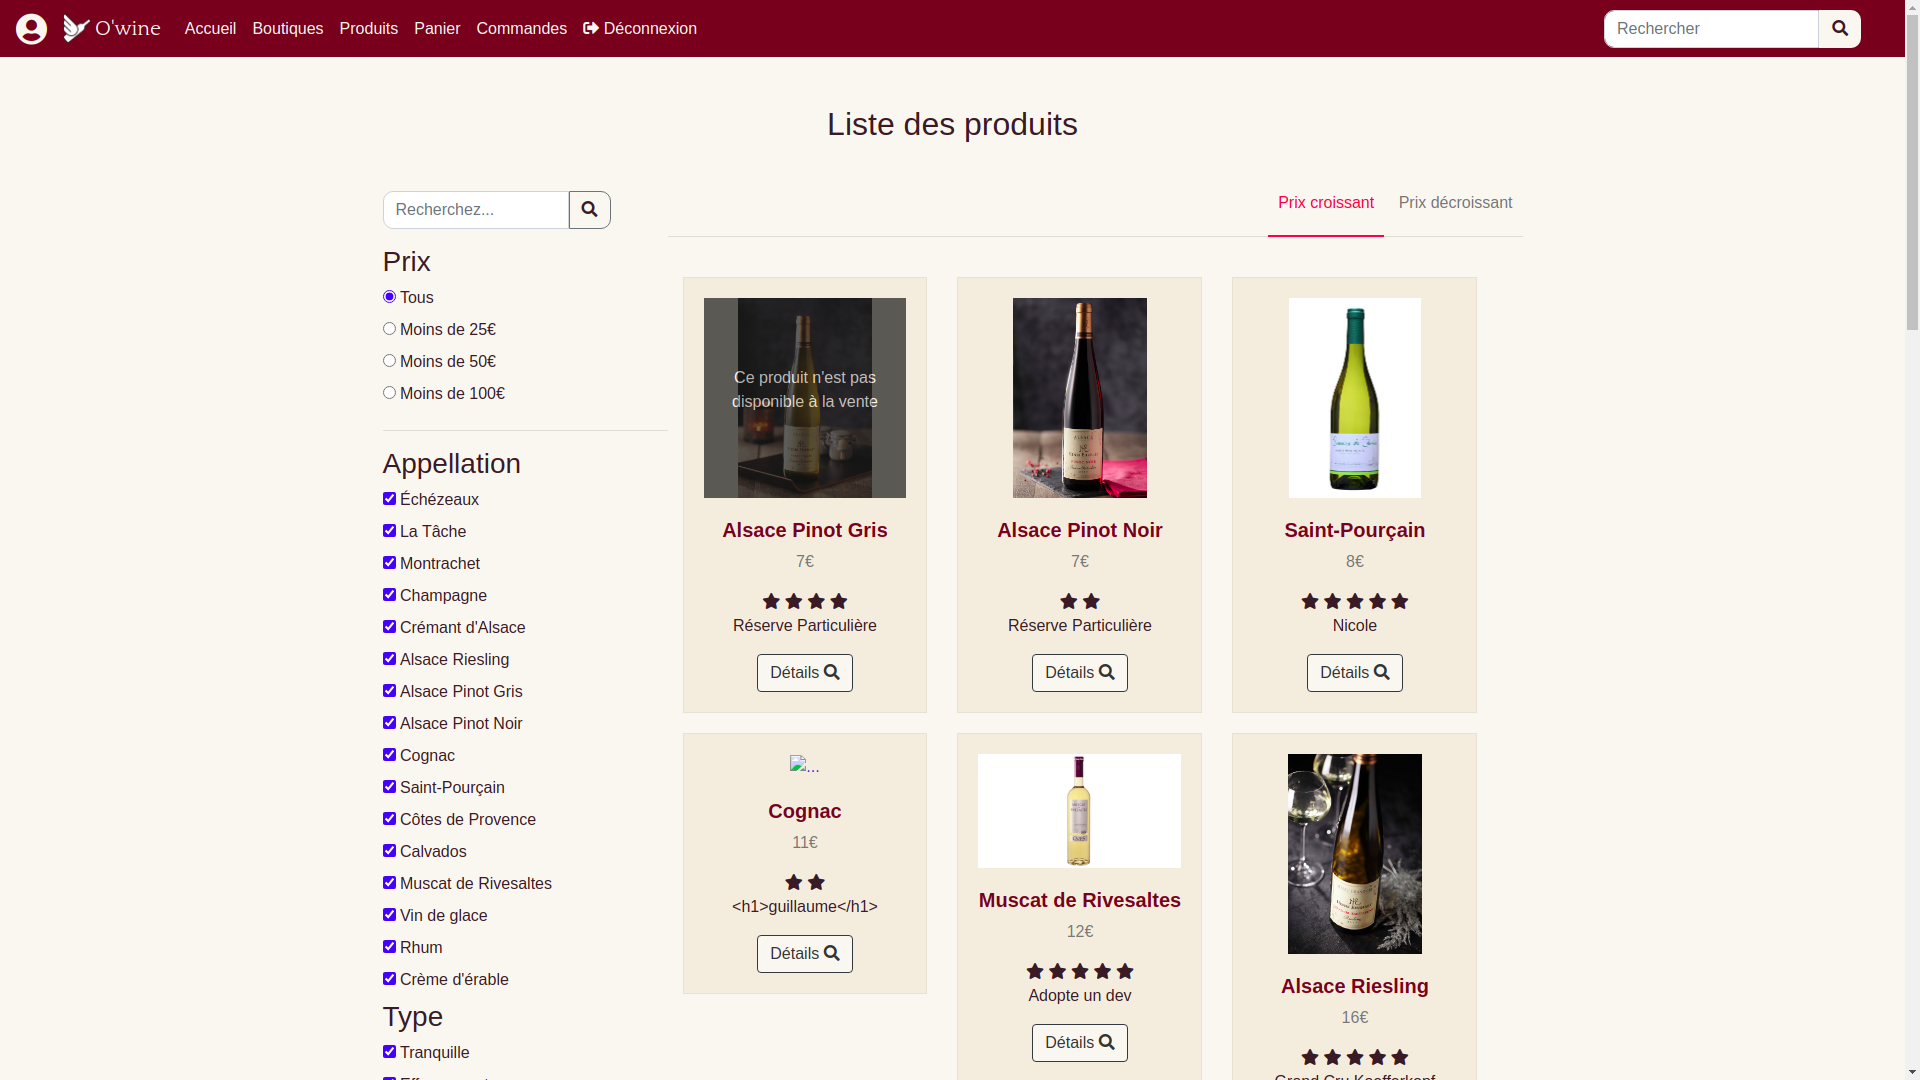 O'wine Accueil Boutiques Produits Panier Commandes Déconnexion Rechercher
Liste des produits
Recherchez...
Prix
Tous
Moins de 25€
Moins de 50€
Moins de 100€
Appellation
Échézeaux
La Tâche
Montrachet
Champagne
Crémant d'Alsace
Alsace Riesling
Alsace Pinot Gris
Alsace Pinot Noir
Cognac
Saint-Pourçain
Côtes de Provence
Calvados
Muscat de Rivesaltes
Vin de glace
Rhum
Crème d'érable
Type
Tranquille
Prix croissant Prix décroissant
Ce produit n'est pas
disponible à la vente
Alsace Pinot Gris
7€
Réserve Particulière
Détails
Alsace Pinot Noir
7€
Réserve Particulière
Détails
Saint-Pourçain
8€
Nicole
Détails
...
Cognac
11€
<h1>guillaume</h1>
Détails
Muscat de Rivesaltes
12€
Adopte un dev
Détails
Alsace Riesling
16€